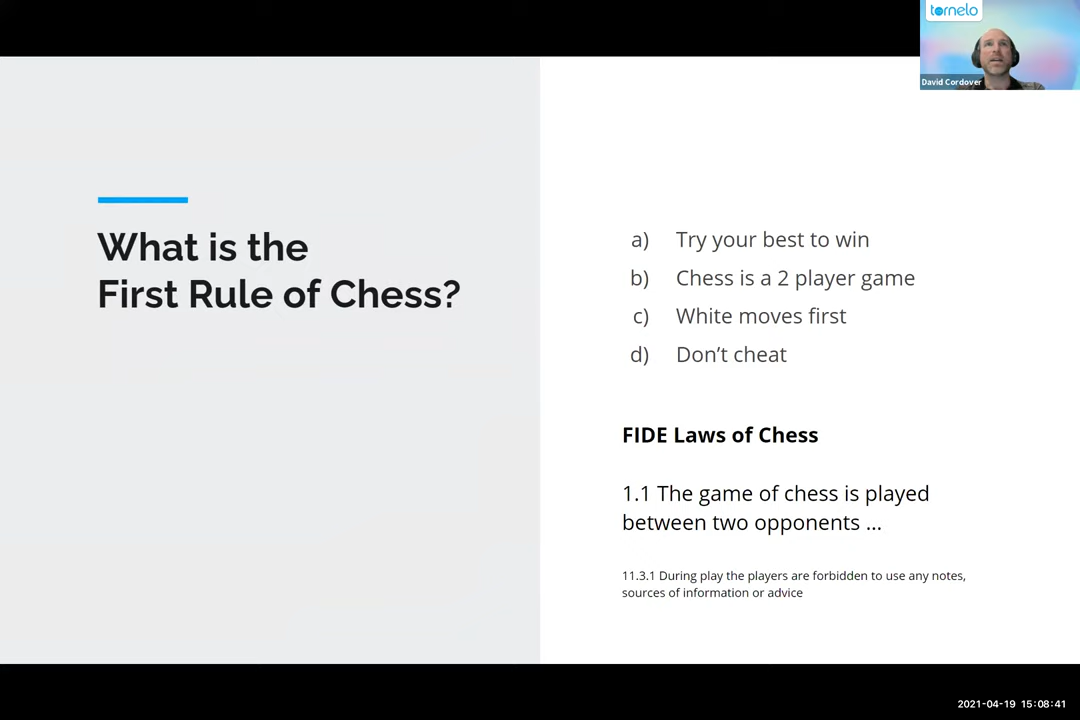 tornelo
David Cordover
What is the
First Rule of Chess?
a) Try your best to win
b) Chess is a 2 player game
c) White moves first
d) Don’t cheat
FIDE Laws of Chess
1.1 The game of chess is played
between two opponents ...
11.3.1 During play the players are forbidden to use any notes,
sources of information or advice
2021-04-19 15:08:41